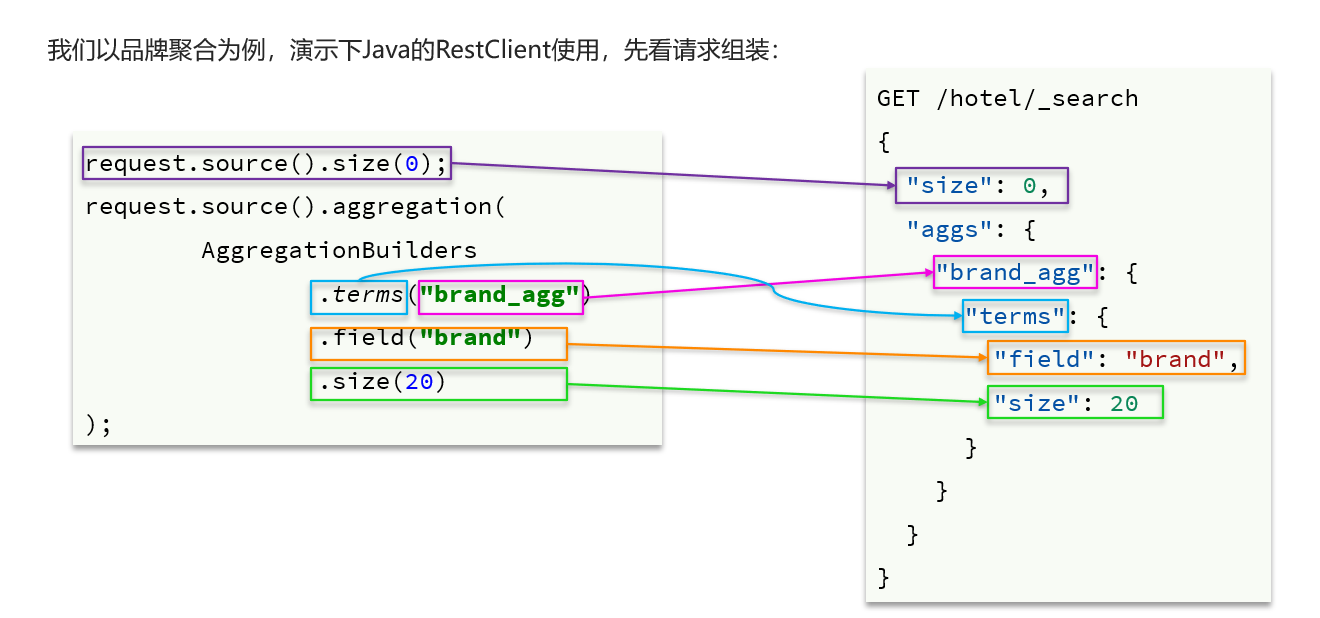 我们以品牌聚合为例，演示下Java的RestClient使用，先看请求组装：
request.source().size(0);
request.source().aggregation(
AggregationBuilders
.terms("brand_agg")
.field("brand")
.size(20)
);
GET /hotel/_search
{
"size": 0,
"aggs": {
"brand_agg": {
"terms": {
"field": "brand",
"size": 20
}
}
}
}